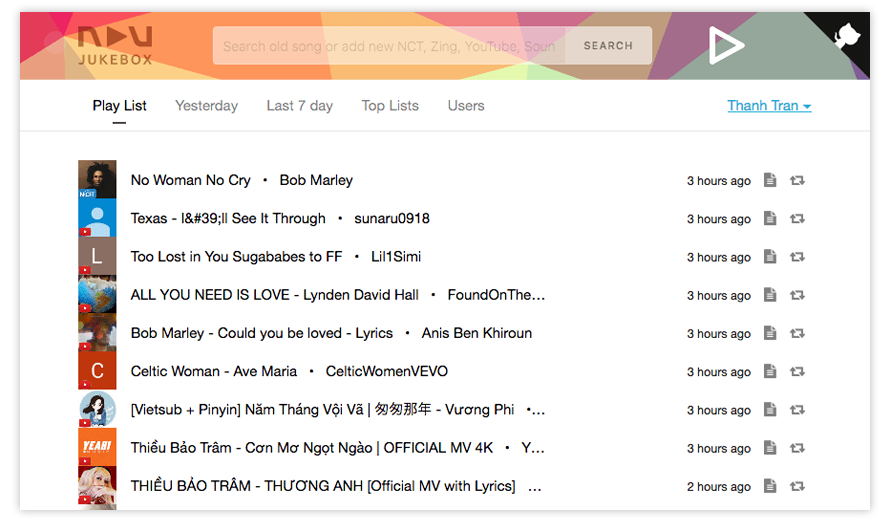 JUKEBOX
Search old song or add new NCT, Zing, YouTube, Soun
SEARCH
Play List Yesterday Last 7 day Top Lists Users Thanh Tran
No Woman No Cry • Bob Marley 3 hours ago
Texas - I&#39;ll See It Through • sunaru0918 3 hours ago
L Too Lost in You Sugababes to FF • Lil1Simi 3 hours ago
ALL YOU NEED IS LOVE - Lynden David Hall • FoundOnThe… 3 hours ago
Bob Marley - Could you be loved - Lyrics • Anis Ben Khiroun 3 hours ago
C Celtic Woman - Ave Maria • CelticWomenVEVO 3 hours ago
[Vietsub + Pinyin] Năm Tháng Vội Vã | 匆匆那年 - Vương Phi •… 3 hours ago
YEAH! Thiều Bảo Trâm - Cơn Mơ Ngọt Ngào | OFFICIAL MV 4K • Y… 3 hours ago
THIỀU BẢO TRÂM - THƯƠNG ANH [Official MV with Lyrics] … 2 hours ago